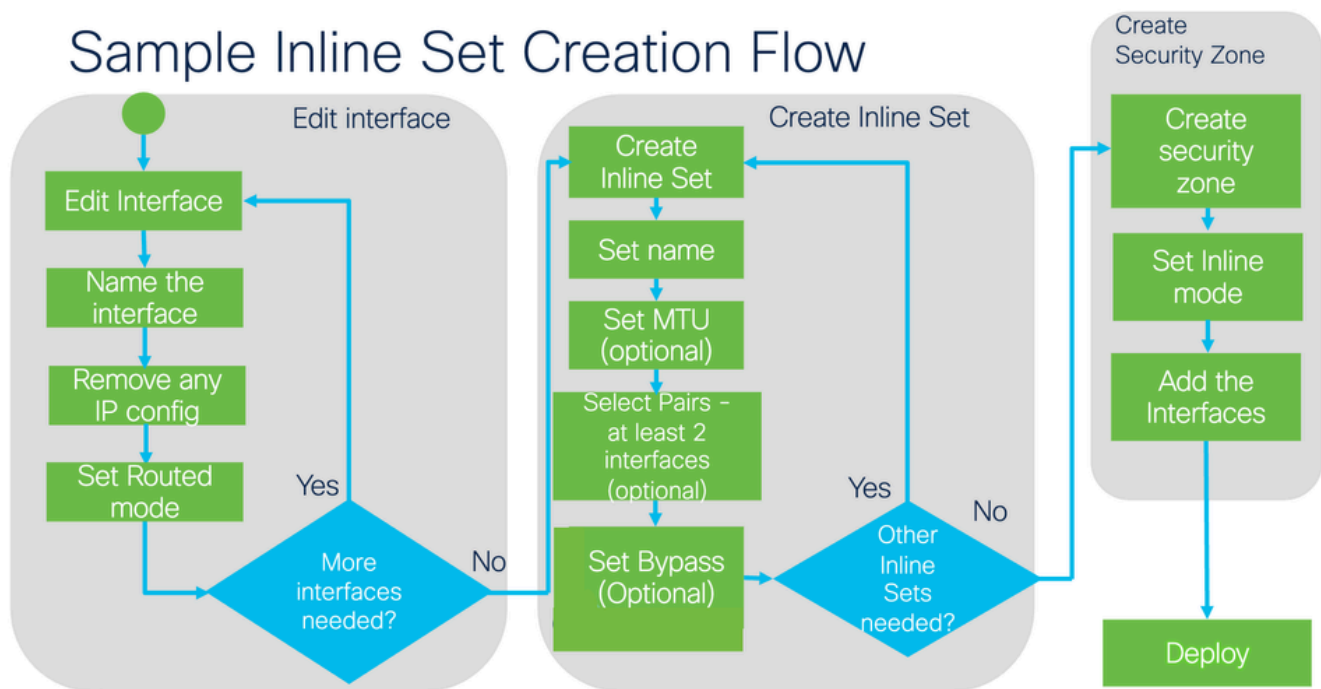 Sample Inline Set Creation Flow
Edit interface
Edit Interface
Name the
interface
Remove any
IP config
Set Routed
mode
More
interfaces
needed?
Yes
No
Create Inline Set
Create
Inline Set
Set name
Set MTU
(optional)
Select Pairs -
at least 2
interfaces
(optional)
Set Bypass
(Optional)
Other
Inline
Sets
needed?
Yes
No
Create
Security Zone
Create
security
zone
Set Inline
mode
Add the
Interfaces
Deploy